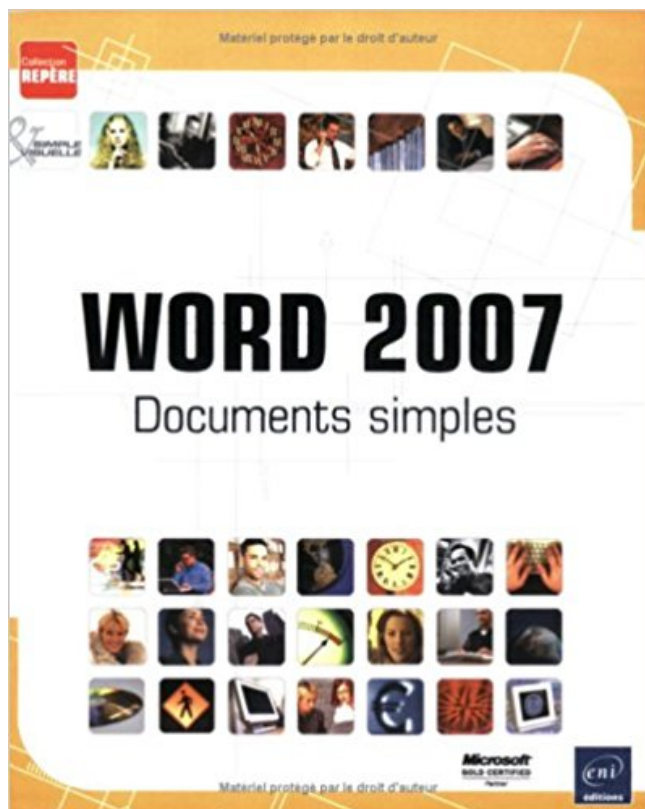 Matériel protégé par le droit d'auteur
Collection
REPÈRE
& SIMPLE
VISUELLE
WORD 2007
Documents simples
Microsoft
GOLD CERTIFIED
Partner
eni
éditions
Matériel protégé par le droit d'auteur